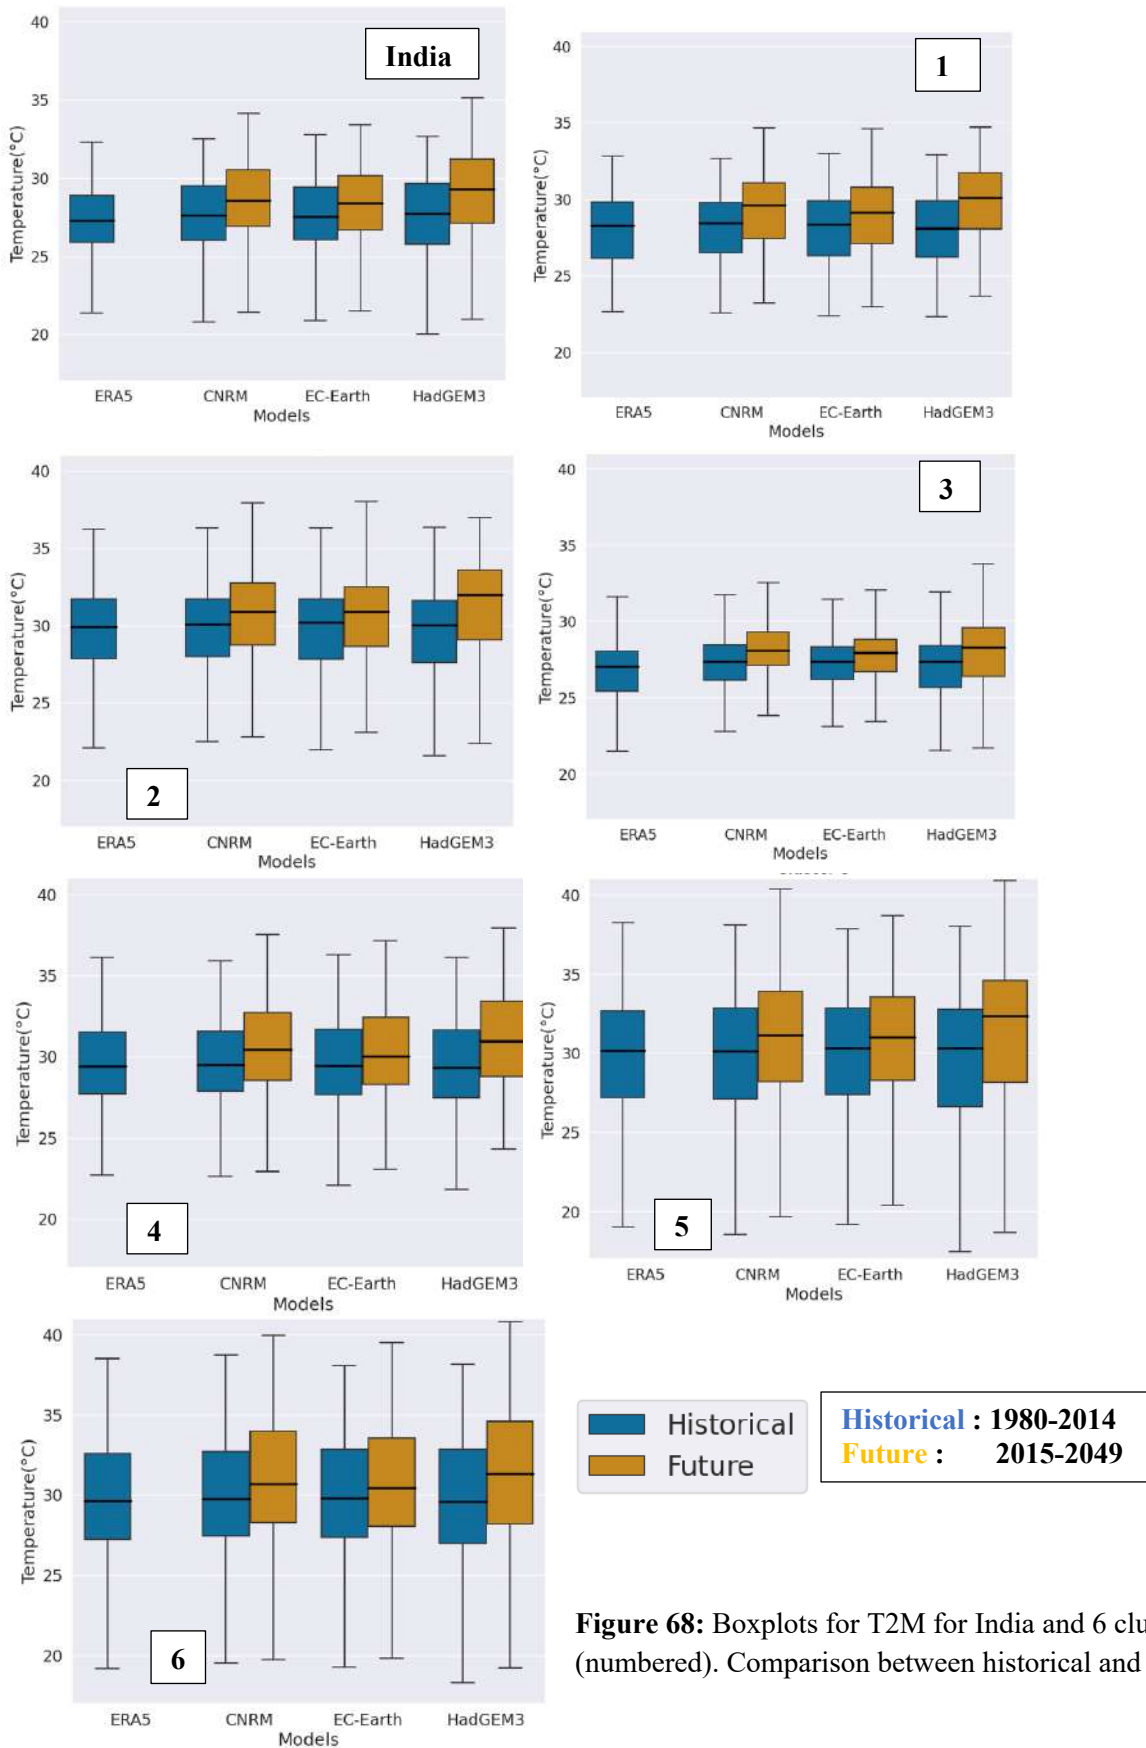 India
40
35
30
25
20
Temperature(°C)
ERA5 CNRM EC-Earth HadGEM3
Models
1
40
35
30
25
20
Temperature(°C)
ERA5 CNRM EC-Earth HadGEM3
Models
2
40
35
30
25
20
Temperature(°C)
ERA5 CNRM EC-Earth HadGEM3
Models
3
40
35
30
25
20
Temperature(°C)
ERA5 CNRM EC-Earth HadGEM3
Models
4
40
35
30
25
20
Temperature(°C)
ERA5 CNRM EC-Earth HadGEM3
Models
5
40
35
30
25
20
Temperature(°C)
ERA5 CNRM EC-Earth HadGEM3
Models
6
40
35
30
25
20
Temperature(°C)
ERA5 CNRM EC-Earth HadGEM3
Models
Historical
Future
Historical : 1980-2014
Future : 2015-2049
Figure 68: Boxplots for T2M for India and 6 clu
(numbered). Comparison between historical and